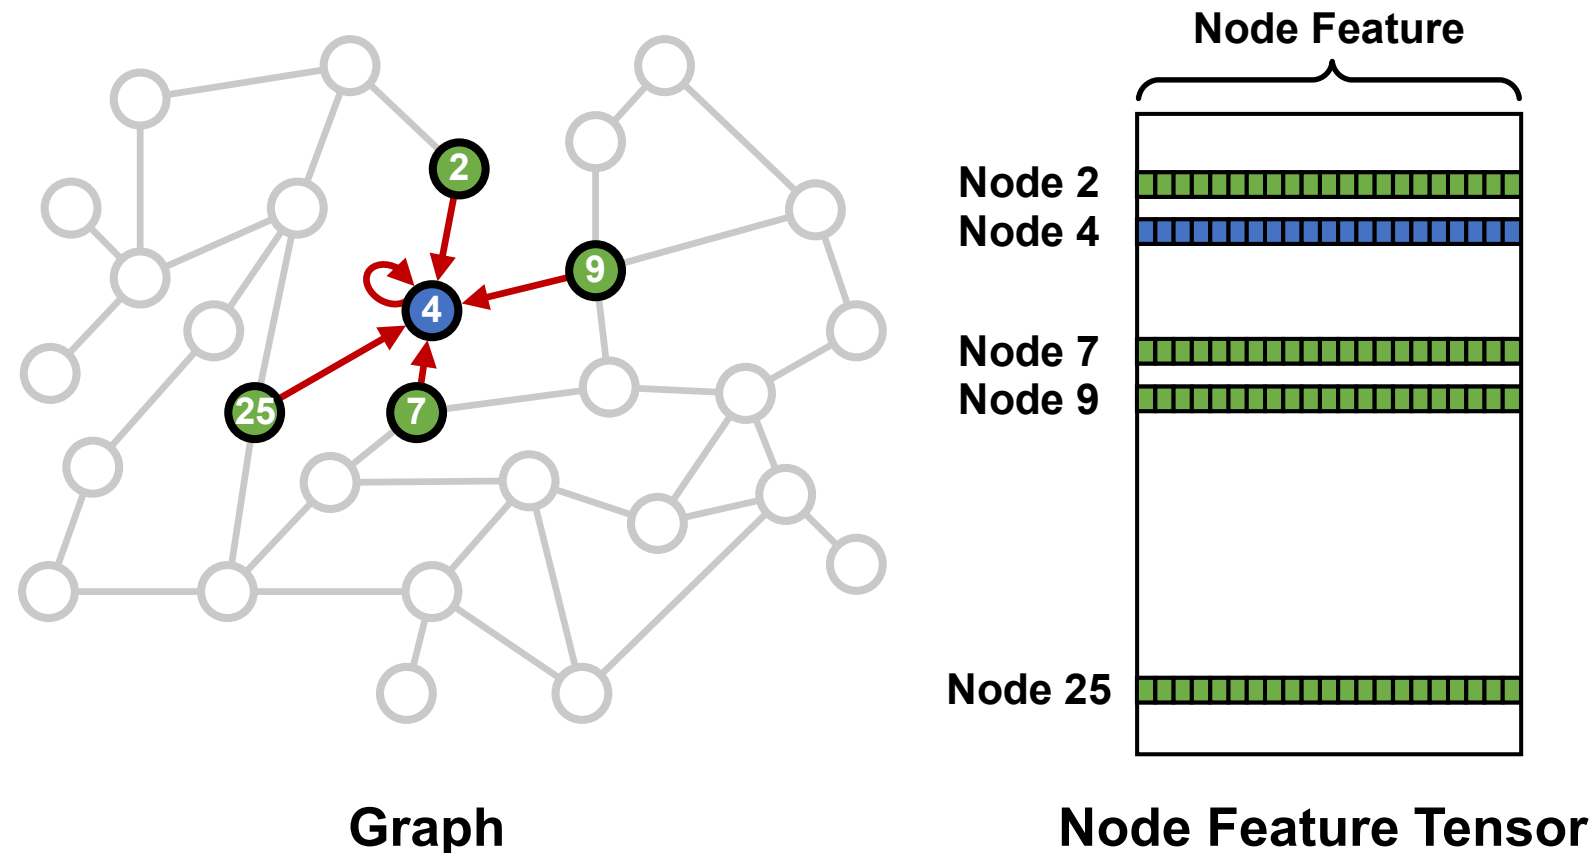 Node Feature
2
9
4
25
7
Node 2
Node 4
Node 7
Node 9
Node 25
Graph
Node Feature Tensor